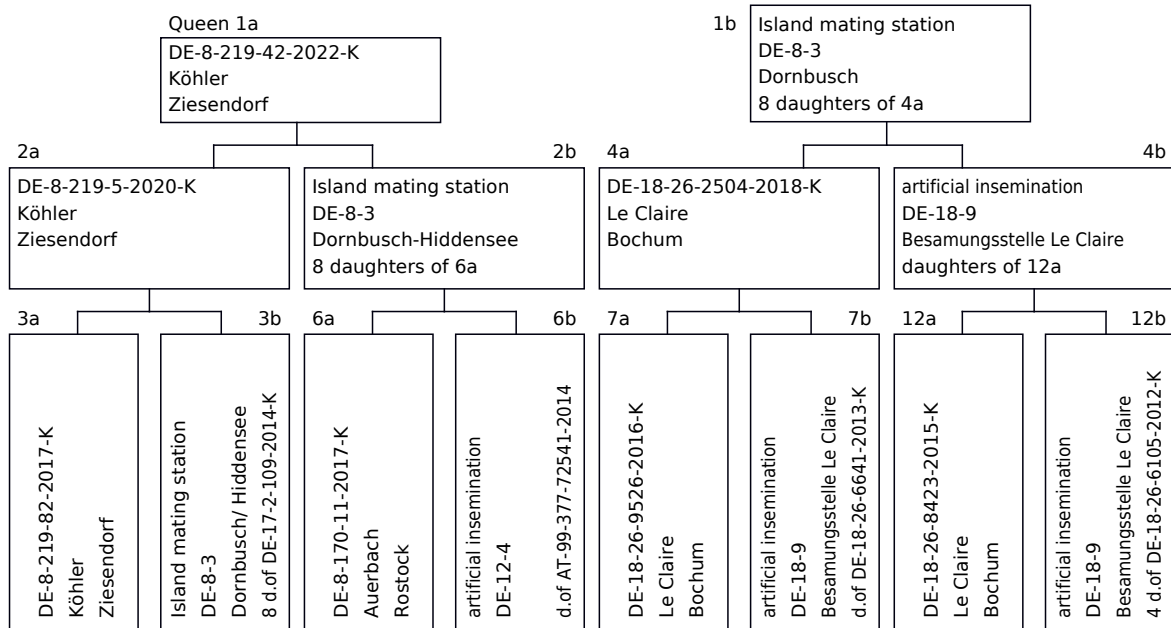 Queen 1a
DE-8-219-42-2022-K
Köhler
Ziesendorf
1b
Island mating station
DE-8-3
Dornbusch
8 daughters of 4a
2a
DE-8-219-5-2020-K
Köhler
Ziesendorf
2b
Island mating station
DE-8-3
Dornbusch-Hiddensee
8 daughters of 6a
4a
DE-18-26-2504-2018-K
Le Claire
Bochum
4b
artificial insemination
DE-18-9
Besamungsstelle Le Claire
daughters of 12a
3a
DE-8-219-82-2017-K
Köhler
Ziesendorf
3b
Island mating station
DE-8-3
Dornbusch/ Hiddensee
8 d.of DE-17-2-109-2014-K
6a
DE-8-170-11-2017-K
Auerbach
Rostock
6b
artificial insemination
DE-12-4
d.of AT-99-377-72541-2014
7a
DE-18-26-9526-2016-K
Le Claire
Bochum
7b
artificial insemination
DE-18-9
Besamungsstelle Le Claire
d.of DE-18-26-6641-2013-K
12a
DE-18-26-8423-2015-K
Le Claire
Bochum
12b
artificial insemination
DE-18-9
Besamungsstelle Le Claire
4 d.of DE-18-26-6105-2012-K